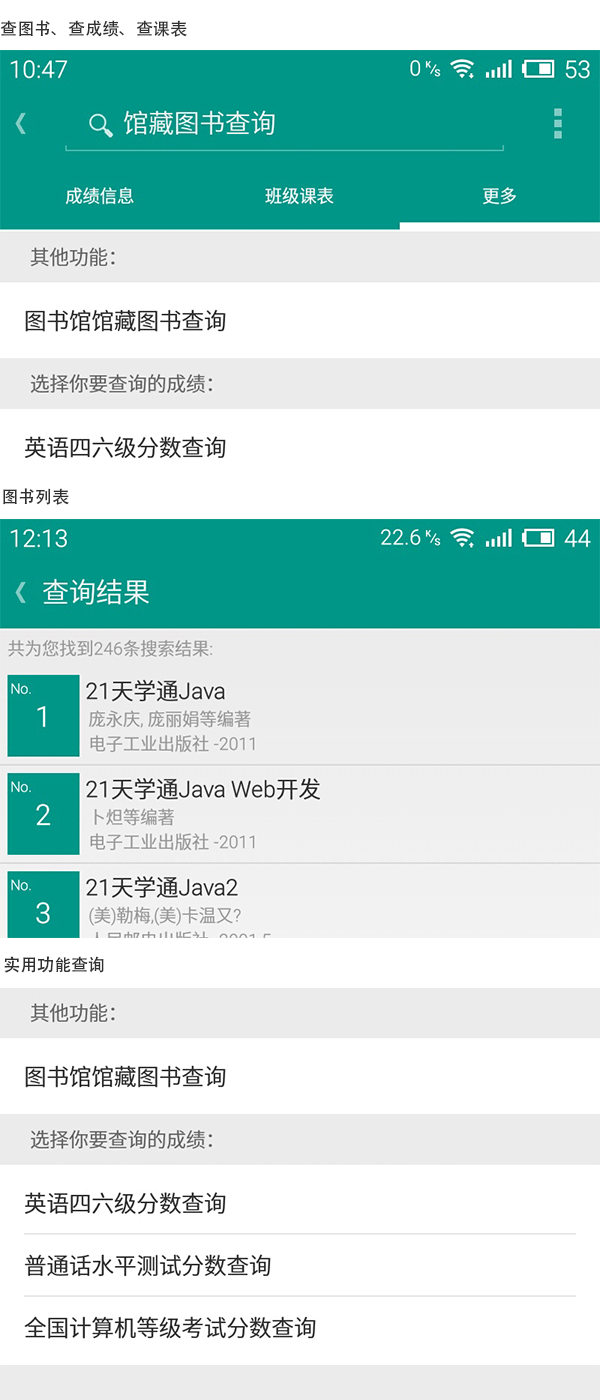 查图书、查成绩、查课表
10:47 0 K/s 53
馆藏图书查询
成绩信息 班级课表 更多
其他功能：
图书馆馆藏图书查询
选择你要查询的成绩：
英语四六级分数查询
图书列表
12:13 22.6 K/s 44
查询结果
共为您找到246条搜索结果:
No. 1
21天学通Java
庞永庆, 庞丽娟等编著
电子工业出版社 -2011
No. 2
21天学通Java Web开发
卜炟等编著
电子工业出版社 -2011
No. 3
21天学通Java2
(美)勒梅,(美)卡温又?
人民邮电出版社 -2001.5
实用功能查询
其他功能：
图书馆馆藏图书查询
选择你要查询的成绩：
英语四六级分数查询
普通话水平测试分数查询
全国计算机等级考试分数查询